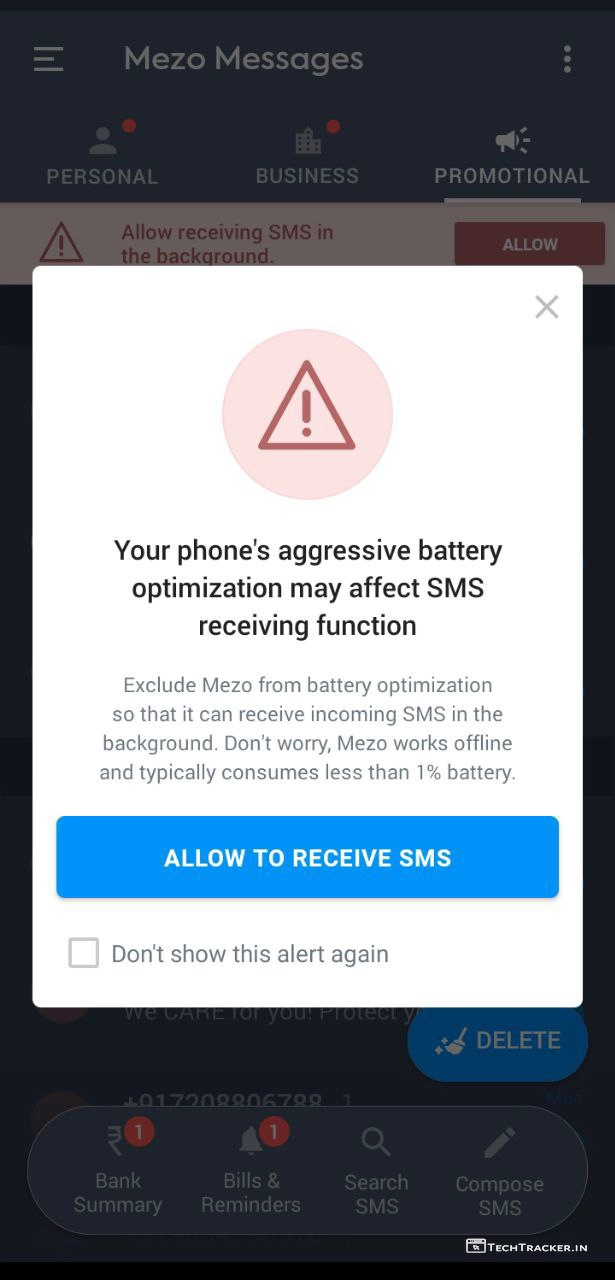 Mezo Messages
PERSONAL
BUSINESS
PROMOTIONAL
Allow receiving SMS in
the background.
ALLOW
Your phone's aggressive battery
optimization may affect SMS
receiving function
Exclude Mezo from battery optimization
so that it can receive incoming SMS in the
background. Don't worry, Mezo works offline
and typically consumes less than 1% battery.
ALLOW TO RECEIVE SMS
Don't show this alert again
We CARE for you! Protect
DELETE
+917208806788 1
Mon
1
1
Bank
Summary
Bills &
Reminders
Search
SMS
Compose
SMS
TECHTRACKER.IN